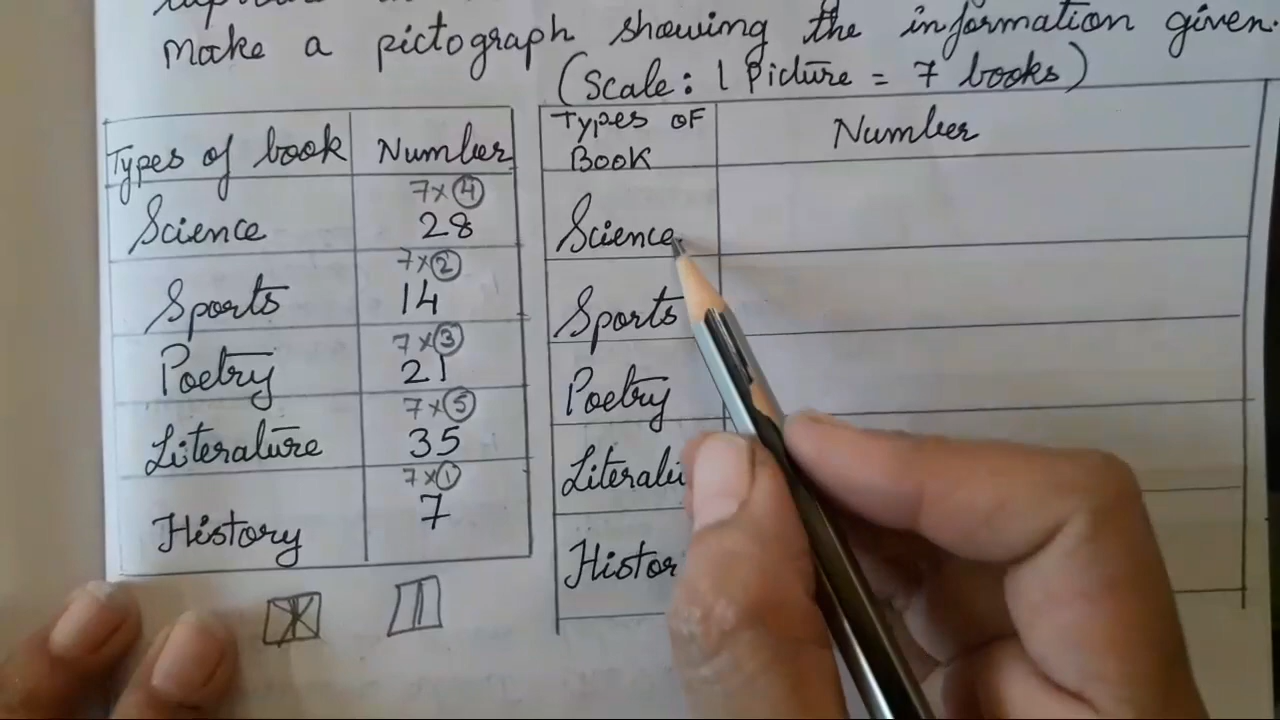 Make a pictograph showing the information given.
(Scale: 1 Picture = 7 books)
Types of book Number
7×4
Science 28
7×2
Sports 14
7×3
Poetry 21
7×5
Literature 35
7×1
History 7
Types of Number
Book
Science
Sports
Poetry